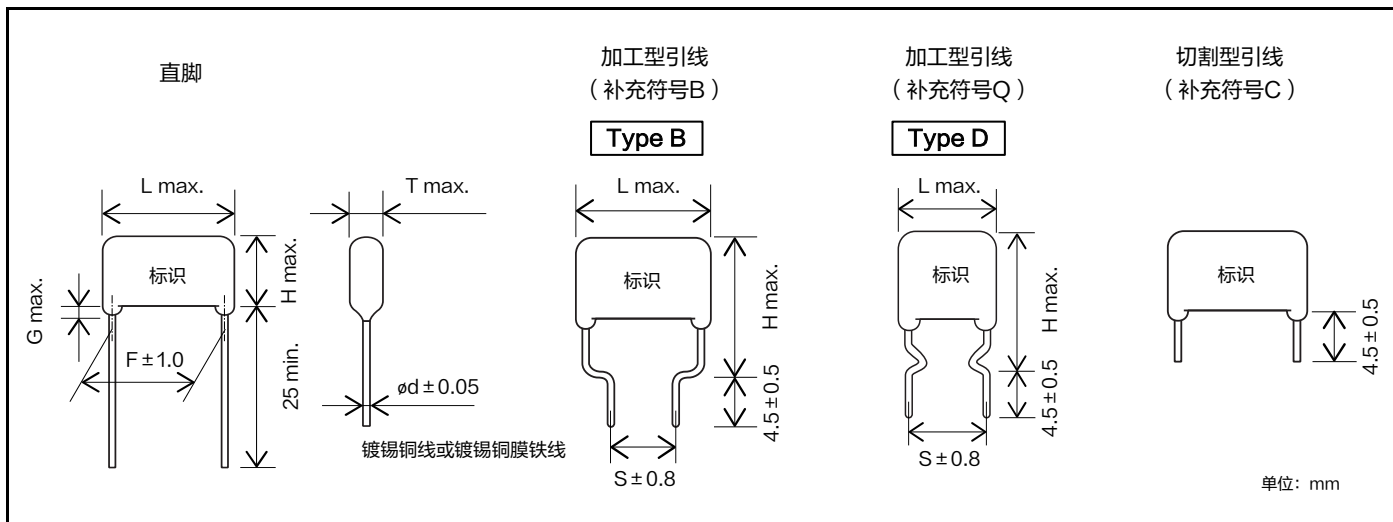 直脚
L max.
T max.
标识
H max.
G max.
F±1.0
25 min.
ød±0.05
镀锡铜线或镀锡铜膜铁线
加工型引线
（补充符号B）
Type B
L max.
标识
H max.
4.5±0.5
S±0.8
加工型引线
（补充符号Q）
Type D
L max.
标识
H max.
4.5±0.5
S±0.8
切割型引线
（补充符号C）
标识
4.5±0.5
单位：mm